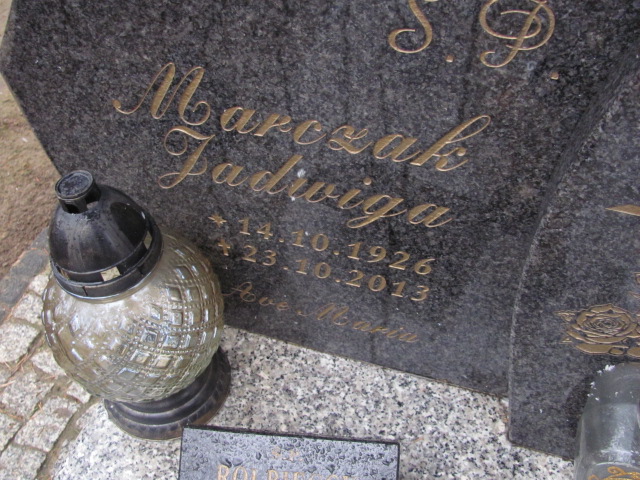 Ś.P.
Marczak
Jadwiga
* 14.10.1926
+ 23.10.2013
Ave Maria